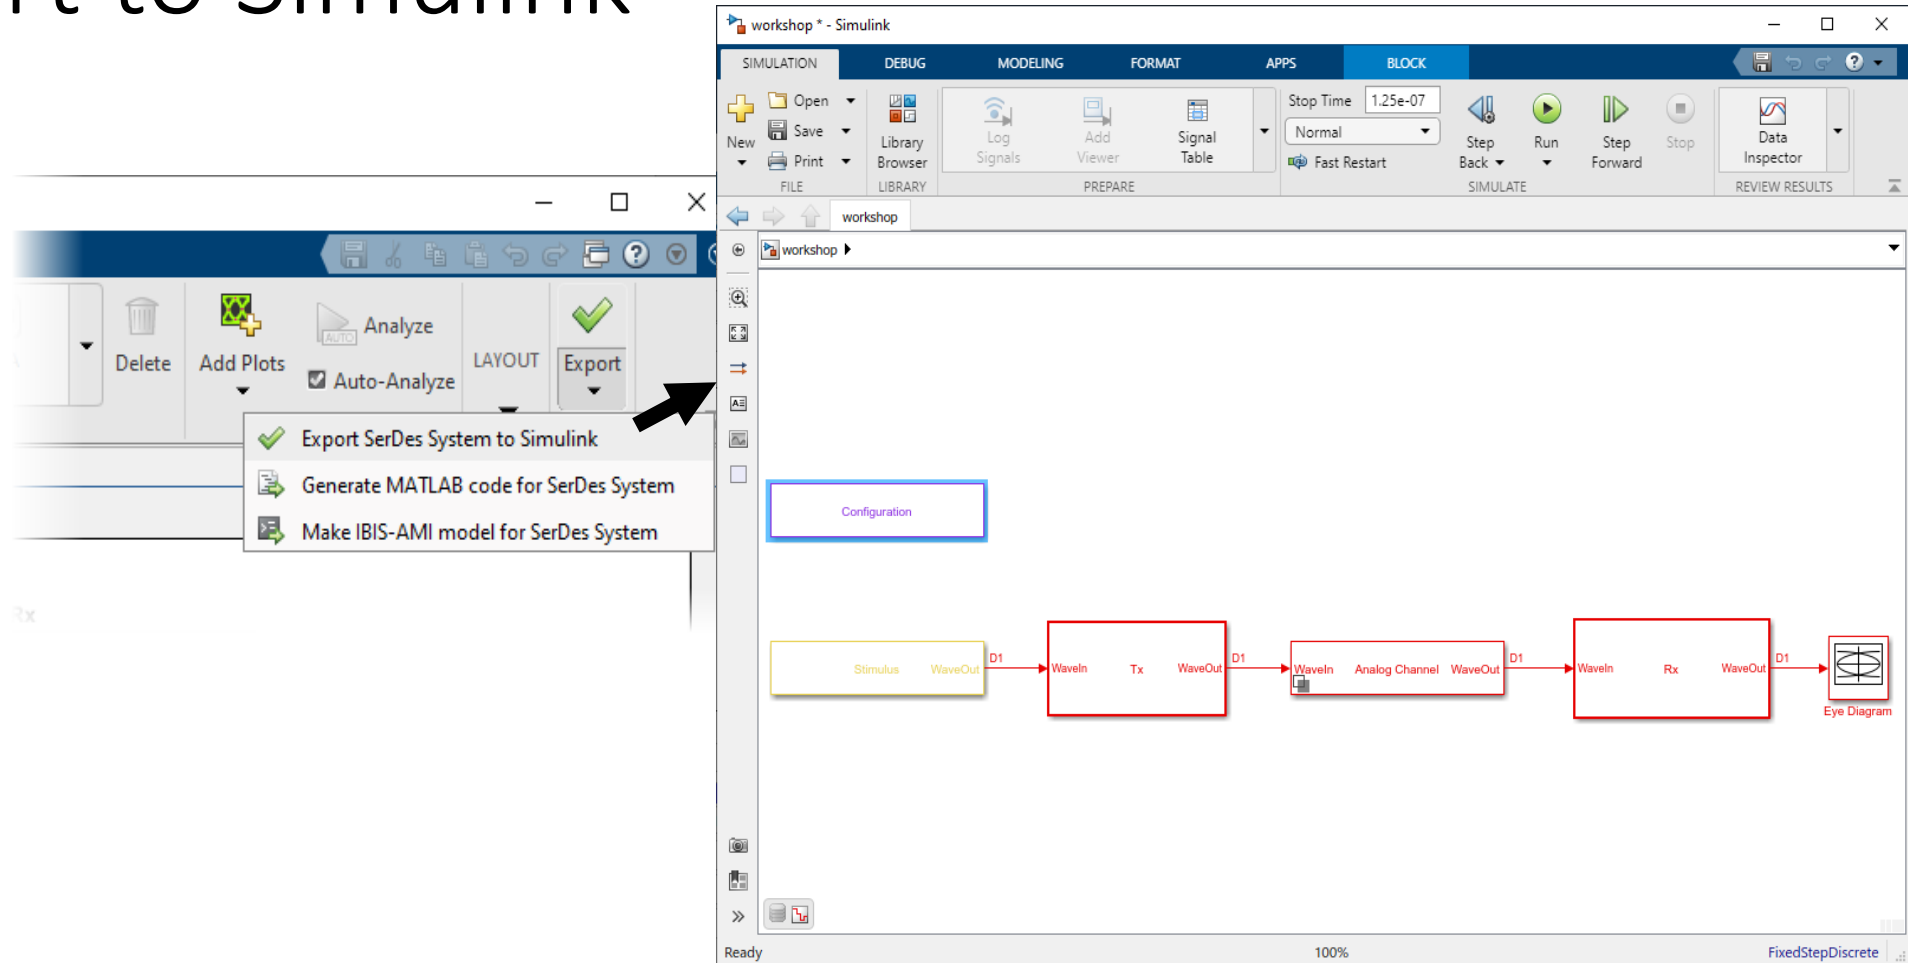 to Simulink
workshop * - Simulink
SIMULATION DEBUG MODELING FORMAT APPS BLOCK
New
Open
Save
Print
FILE
Library Browser
LIBRARY
Log Signals
Add Viewer
Signal Table
PREPARE
Stop Time 1.25e-07
Normal
Fast Restart
Step Back
Run
Step Forward
Stop
SIMULATE
Data Inspector
REVIEW RESULTS
workshop
workshop
Delete
Add Plots
AUTO
Analyze
Auto-Analyze
LAYOUT
Export
Export SerDes System to Simulink
Generate MATLAB code for SerDes System
Make IBIS-AMI model for SerDes System
Rx
Configuration
Stimulus WaveOut D1 WaveIn Tx WaveOut D1 WaveIn Analog Channel WaveOut D1 WaveIn Rx WaveOut D1
Eye Diagram
Ready 100% FixedStepDiscrete